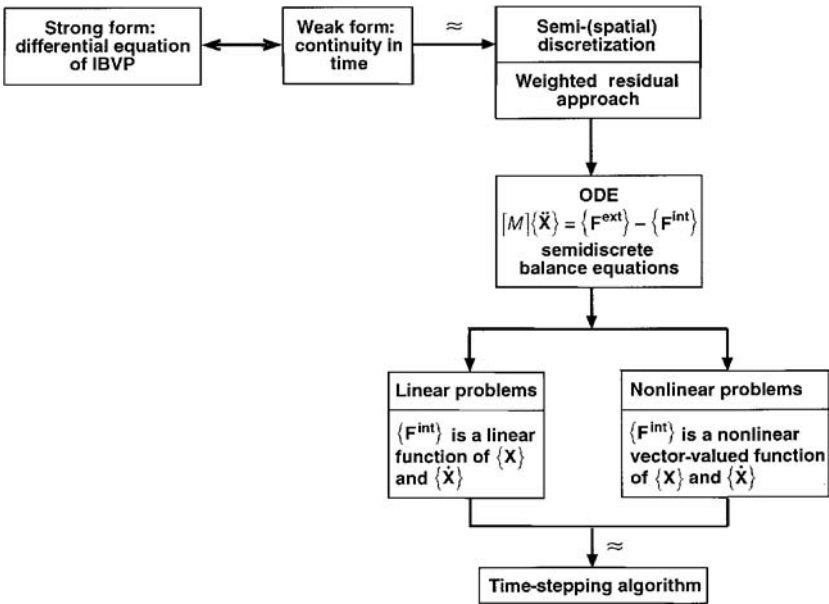 Strong form:
differential equation
of IBVP
Weak form:
continuity in
time
≈
Semi-(spatial)
discretization
Weighted residual
approach
ODE
⌈M⌋{Ẍ} = {F^ext} − {F^int}
semidiscrete
balance equations
Linear problems
{F^int} is a linear
function of {X}
and {Ẋ}
Nonlinear problems
{F^int} is a nonlinear
vector-valued function
of {X} and {Ẋ}
≈
Time-stepping algorithm